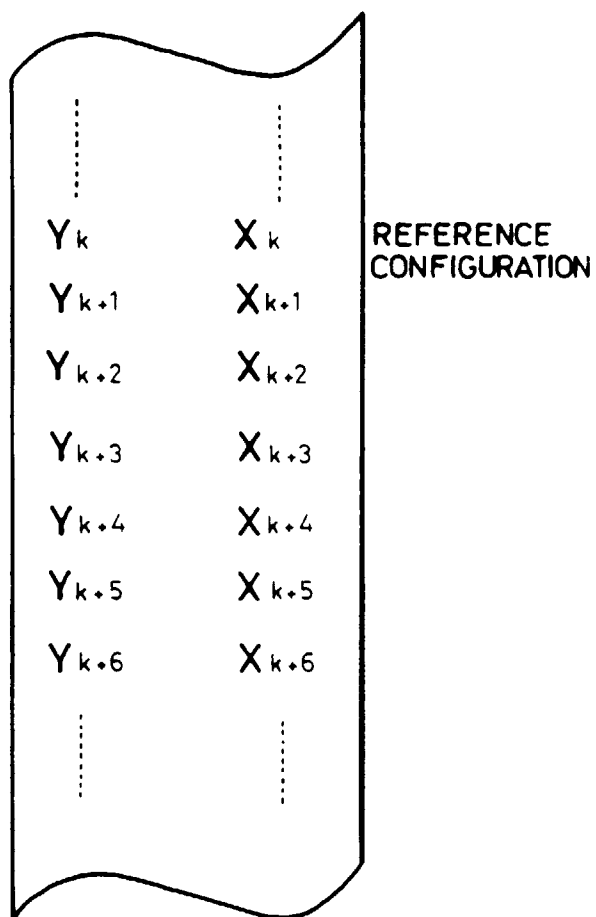 Yk Xk REFERENCE
CONFIGURATION
Yk+1 Xk+1
Yk+2 Xk+2
Yk+3 Xk+3
Yk+4 Xk+4
Yk+5 Xk+5
Yk+6 Xk+6